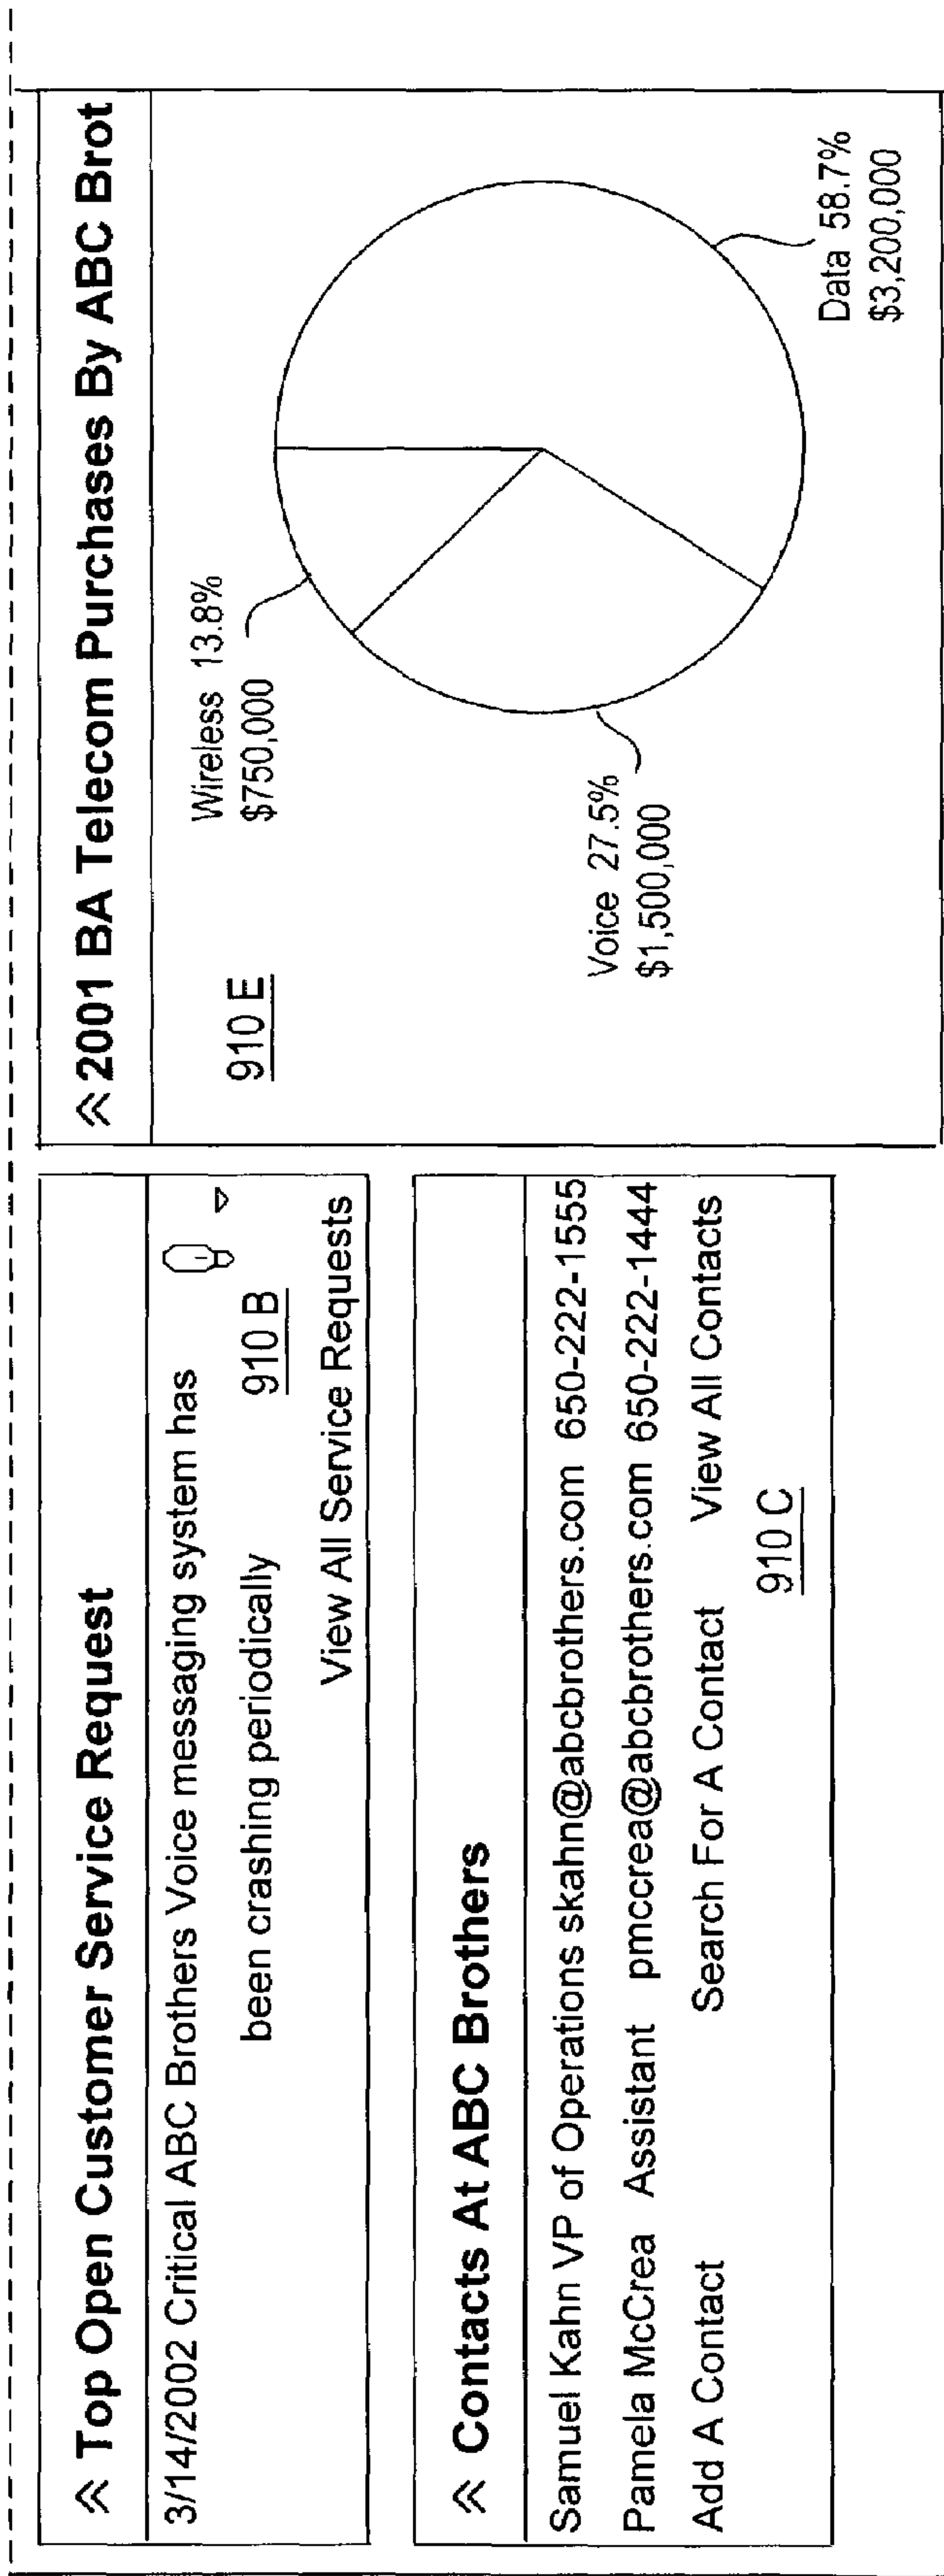 Top Open Customer Service Request
3/14/2002 Critical ABC Brothers Voice messaging system has
been crashing periodically
910 B
View All Service Requests
Contacts At ABC Brothers
Samuel Kahn VP of Operations skahn@abcbrothers.com 650-222-1555
Pamela McCrea Assistant pmccrea@abcbrothers.com 650-222-1444
Add A Contact Search For A Contact View All Contacts
910 C
2001 BA Telecom Purchases By ABC Brot
910 E
Wireless 13.8%
$750,000
Voice 27.5%
$1,500,000
Data 58.7%
$3,200,000